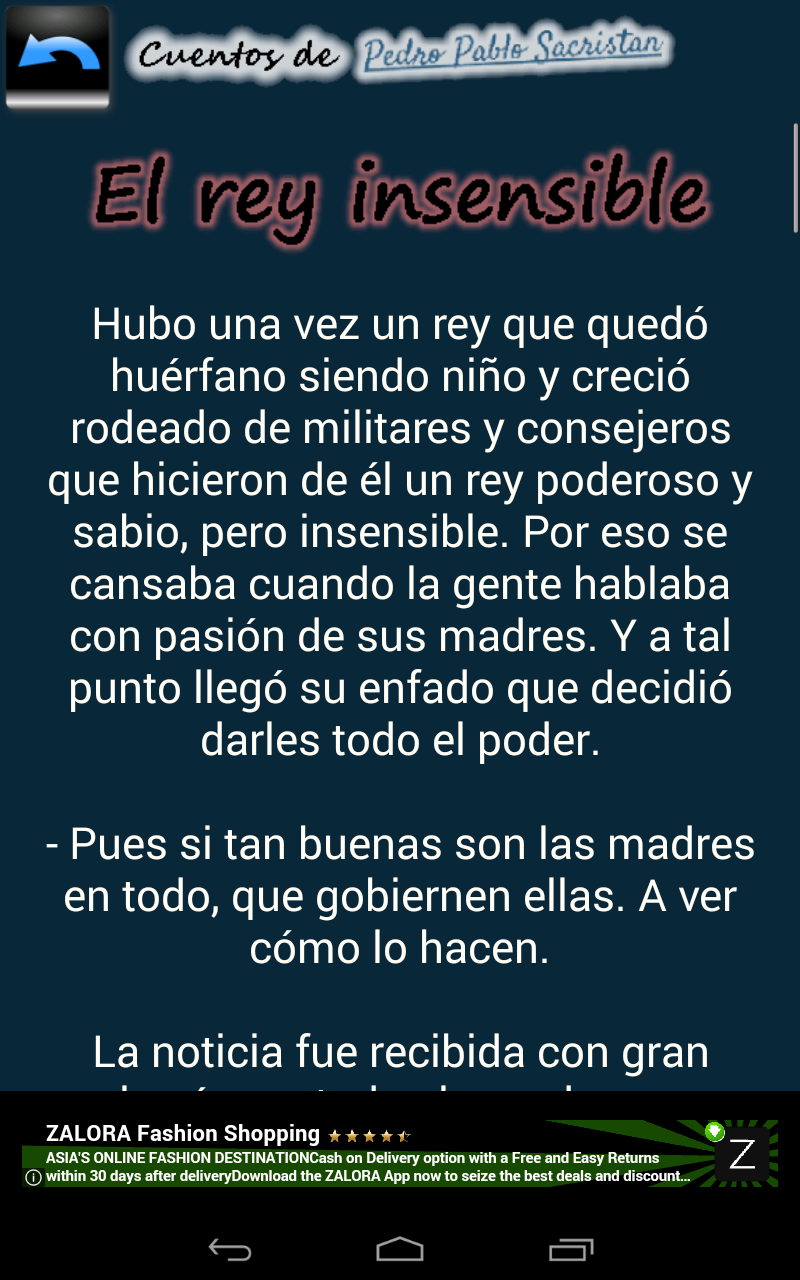 Cuentos de Pedro Pablo Sacristan
El rey insensible
Hubo una vez un rey que quedó
huérfano siendo niño y creció
rodeado de militares y consejeros
que hicieron de él un rey poderoso y
sabio, pero insensible. Por eso se
cansaba cuando la gente hablaba
con pasión de sus madres. Y a tal
punto llegó su enfado que decidió
darles todo el poder.
- Pues si tan buenas son las madres
en todo, que gobiernen ellas. A ver
cómo lo hacen.
La noticia fue recibida con gran
ZALORA Fashion Shopping
ASIA'S ONLINE FASHION DESTINATIONCash on Delivery option with a Free and Easy Returns
within 30 days after deliveryDownload the ZALORA App now to seize the best deals and discount...
Z